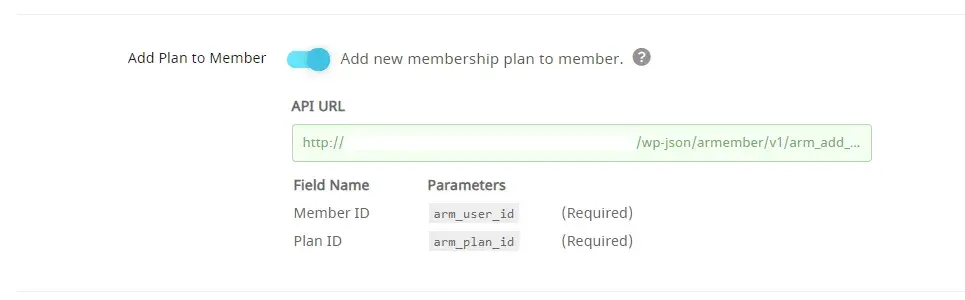 Add Plan to Member Add new membership plan to member. ?
API URL
http:// /wp-json/armember/v1/arm_add_...
Field Name Parameters
Member ID arm_user_id (Required)
Plan ID arm_plan_id (Required)